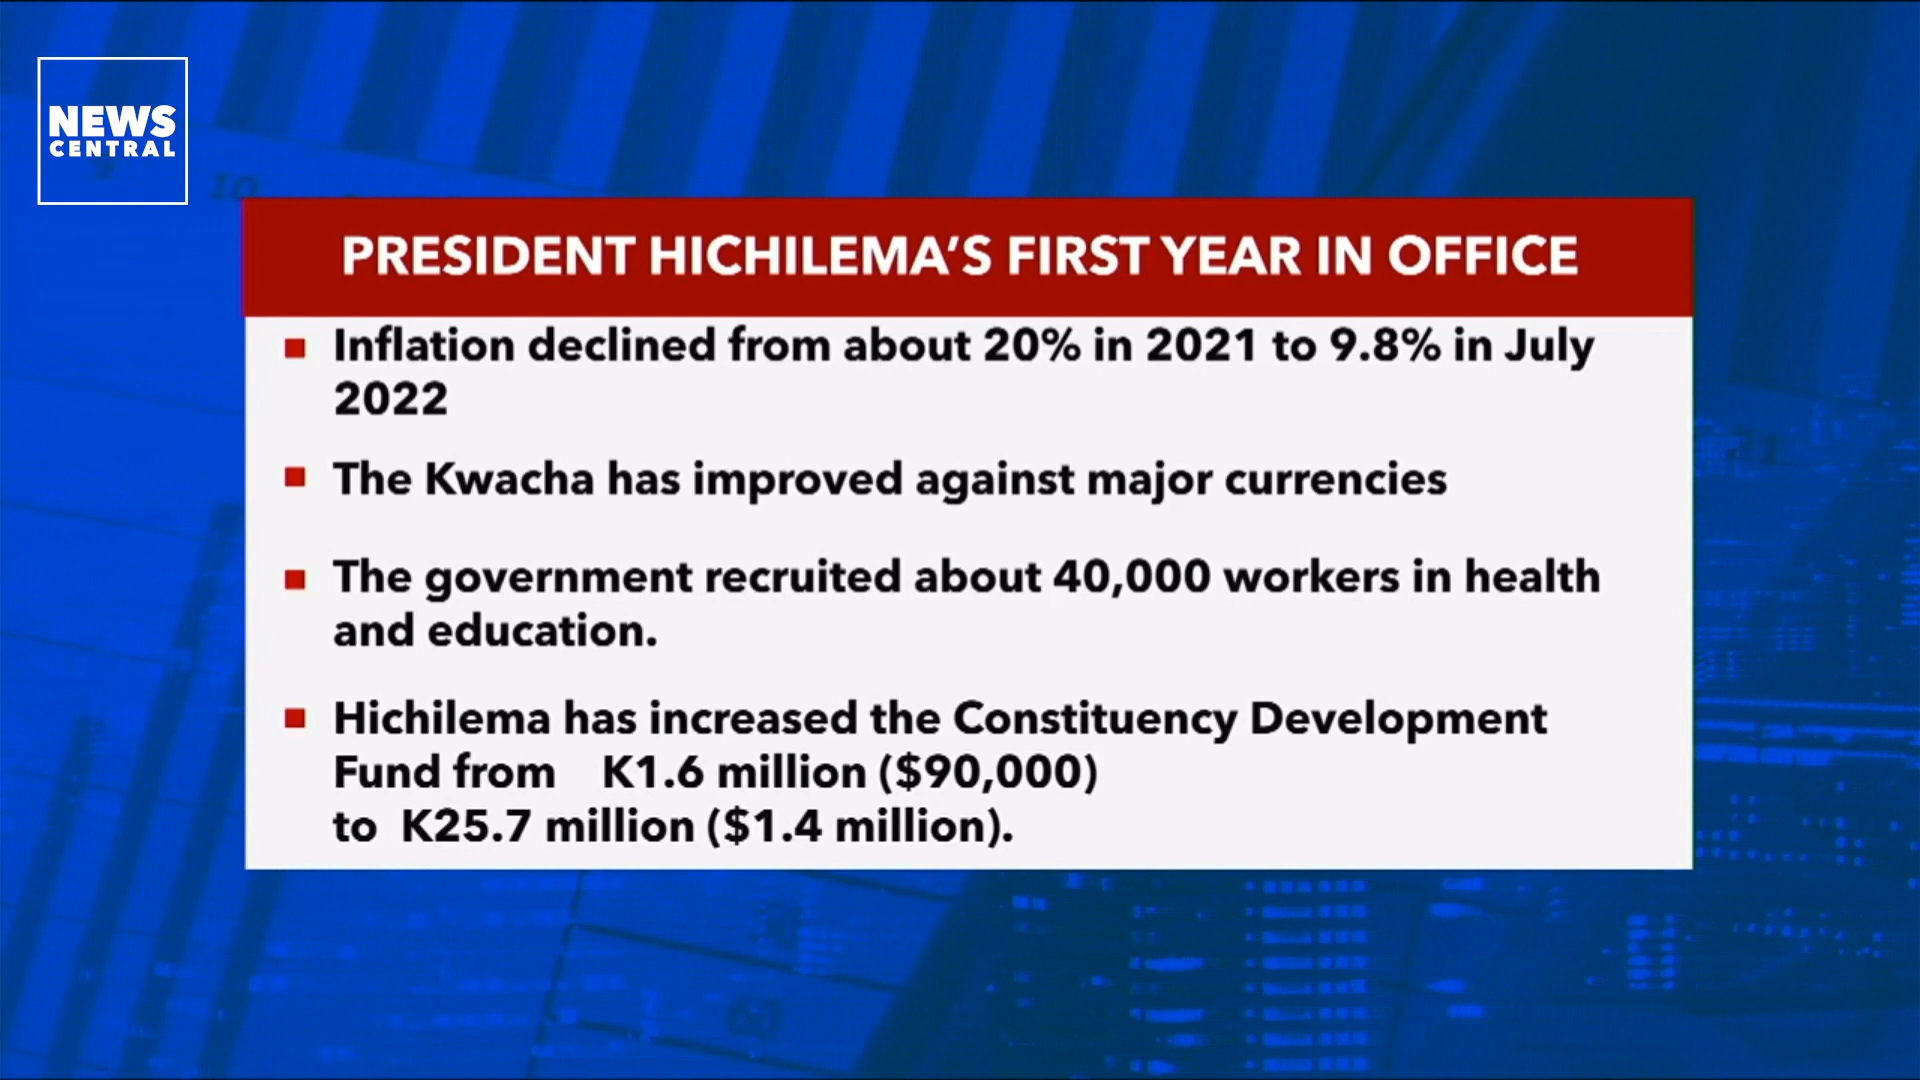 NEWS
CENTRAL
PRESIDENT HICHILEMA’S FIRST YEAR IN OFFICE
Inflation declined from about 20% in 2021 to 9.8% in July
2022
The Kwacha has improved against major currencies
The government recruited about 40,000 workers in health
and education.
Hichilema has increased the Constituency Development
Fund from K1.6 million ($90,000)
to K25.7 million ($1.4 million).